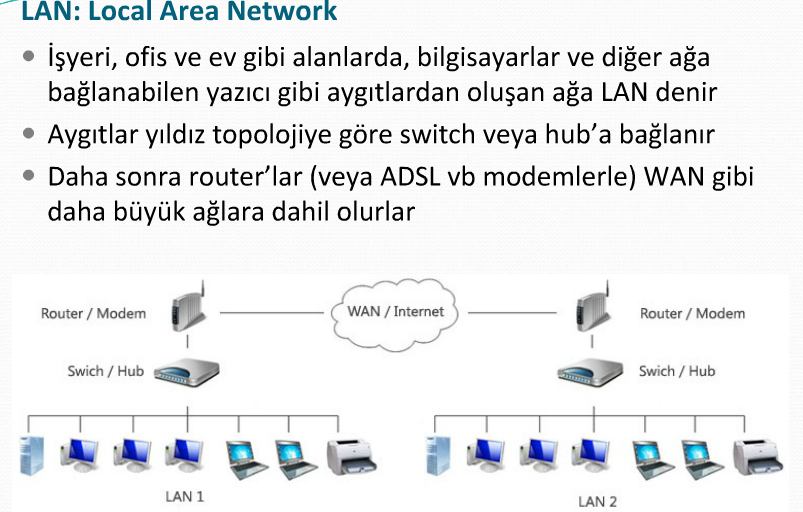 LAN: Local Area Network
İşyeri, ofis ve ev gibi alanlarda, bilgisayarlar ve diğer ağa
bağlanabilen yazıcı gibi aygıtlardan oluşan ağa LAN denir
Aygıtlar yıldız topolojiye göre switch veya hub’a bağlanır
Daha sonra router’lar (veya ADSL vb modemlerle) WAN gibi
daha büyük ağlara dahil olurlar
Router / Modem
WAN / Internet
Router / Modem
Swich / Hub
Swich / Hub
LAN 1
LAN 2